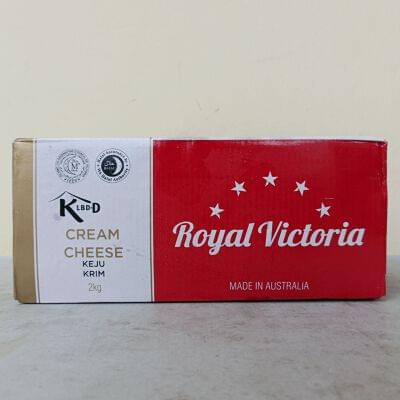 KLBD-D
CREAM
CHEESE
KEJU
KRIM
2kg
Royal Victoria
MADE IN AUSTRALIA